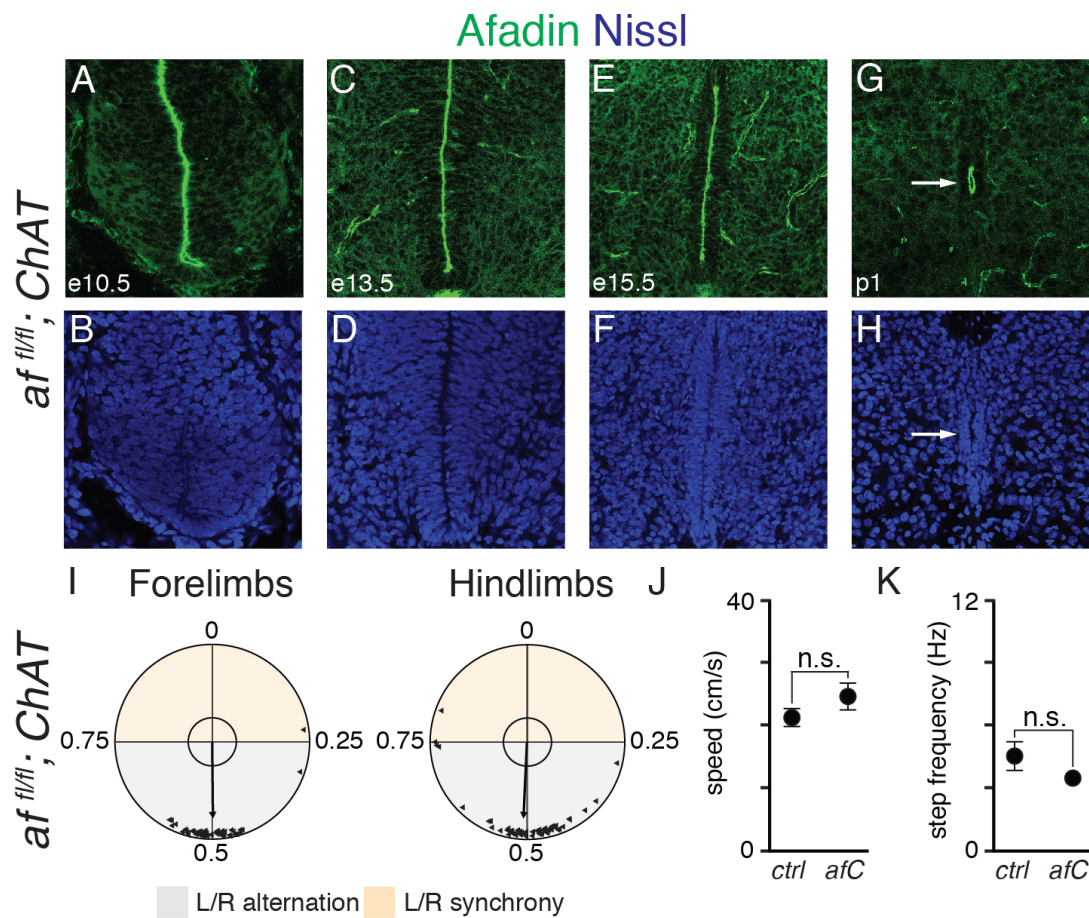 Afadin Nissl
A
C
E
G
af fl/fl; ChAT
e10.5
e13.5
e15.5
p1
B
D
F
H
I
Forelimbs
Hindlimbs
J
K
af fl/fl; ChAT
0
0.75
0.25
0.5
0
0.75
0.25
0.5
L/R alternation
L/R synchrony
speed (cm/s)
40
n.s.
0
ctrl afC
step frequency (Hz)
12
n.s.
0
ctrl afC